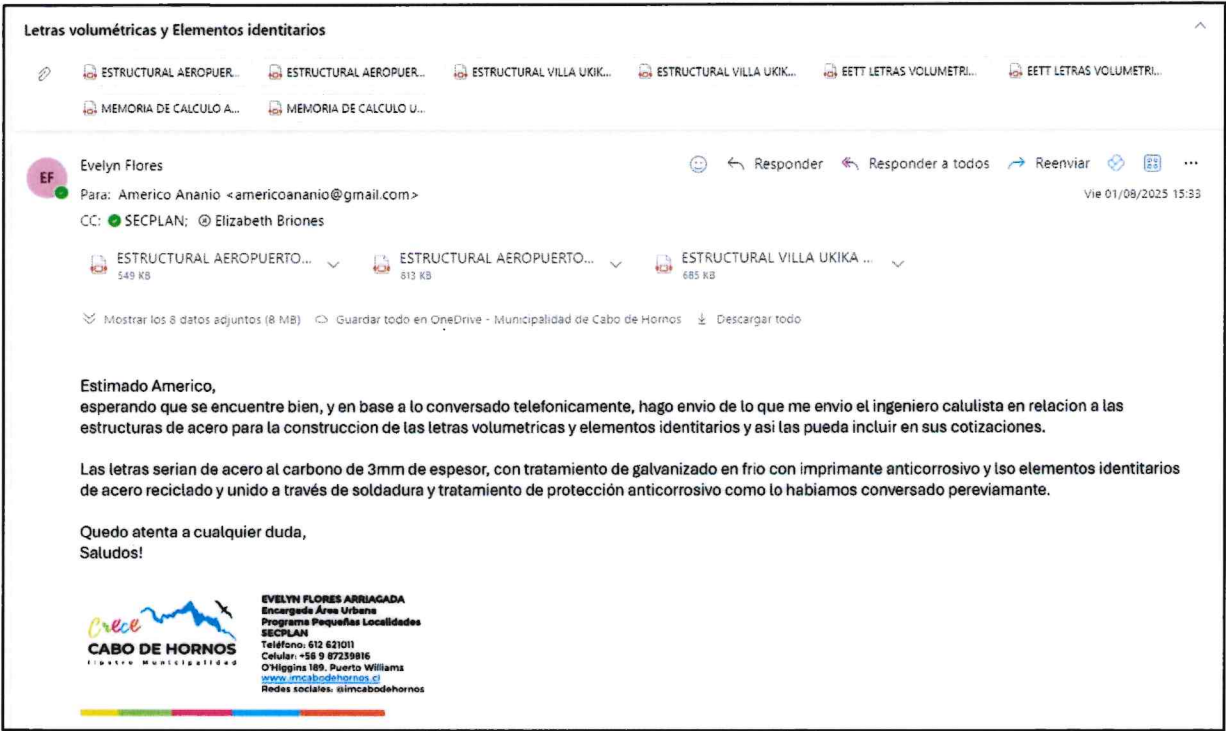 Letras volumétricas y Elementos identitarios
ESTRUCTURAL AEROPUER... ESTRUCTURAL AEROPUER... ESTRUCTURAL VILLA UKIK... ESTRUCTURAL VILLA UKIK... EETT LETRAS VOLUMETRI... EETT LETRAS VOLUMETRI...
MEMORIA DE CALCULO A... MEMORIA DE CALCULO U...
EF
Evelyn Flores
Responder Responder a todos Reenviar ...
Para: Americo Ananio <americoananio@gmail.com>
Vie 01/08/2025 15:33
CC: SECPLAN; Elizabeth Briones
ESTRUCTURAL AEROPUERTO... ESTRUCTURAL AEROPUERTO... ESTRUCTURAL VILLA UKIKA ...
549 KB 813 KB 685 KB
Mostrar los 8 datos adjuntos (8 MB) Guardar todo en OneDrive - Municipalidad de Cabo de Hornos Descargar todo
Estimado Americo,
esperando que se encuentre bien, y en base a lo conversado telefonicamente, hago envio de lo que me envio el ingeniero calulista en relacion a las
estructuras de acero para la construccion de las letras volumetricas y elementos identitarios y asi las pueda incluir en sus cotizaciones.
Las letras serian de acero al carbono de 3mm de espesor, con tratamiento de galvanizado en frio con imprimante anticorrosivo y lso elementos identitarios
de acero reciclado y unido a través de soldadura y tratamiento de protección anticorrosivo como lo habiamos conversado pereviamante.
Quedo atenta a cualquier duda,
Saludos!
Crece
CABO DE HORNOS
Ilustre Municipalidad
EVELYN FLORES ARRIAGADA
Encargada Área Urbana
Programa Pequeñas Localidades
SECPLAN
Teléfono: 612 621011
Celular: +56 9 87239816
O'Higgins 189, Puerto Williams
www.imcabodehornos.cl
Redes sociales: @imcabodehornos